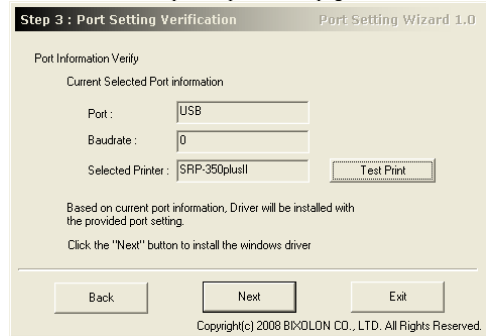 Step 3 : Port Setting Verification Port Setting Wizard 1.0
Port Information Verify
Current Selected Port information
Port : USB
Baudrate : 0
Selected Printer : SRP-350plusII Test Print
Based on current port information, Driver will be installed with
the provided port setting.
Click the "Next" button to install the windows driver
Back Next Exit
Copyright(c) 2008 BIXOLON CO., LTD. All Rights Reserved.